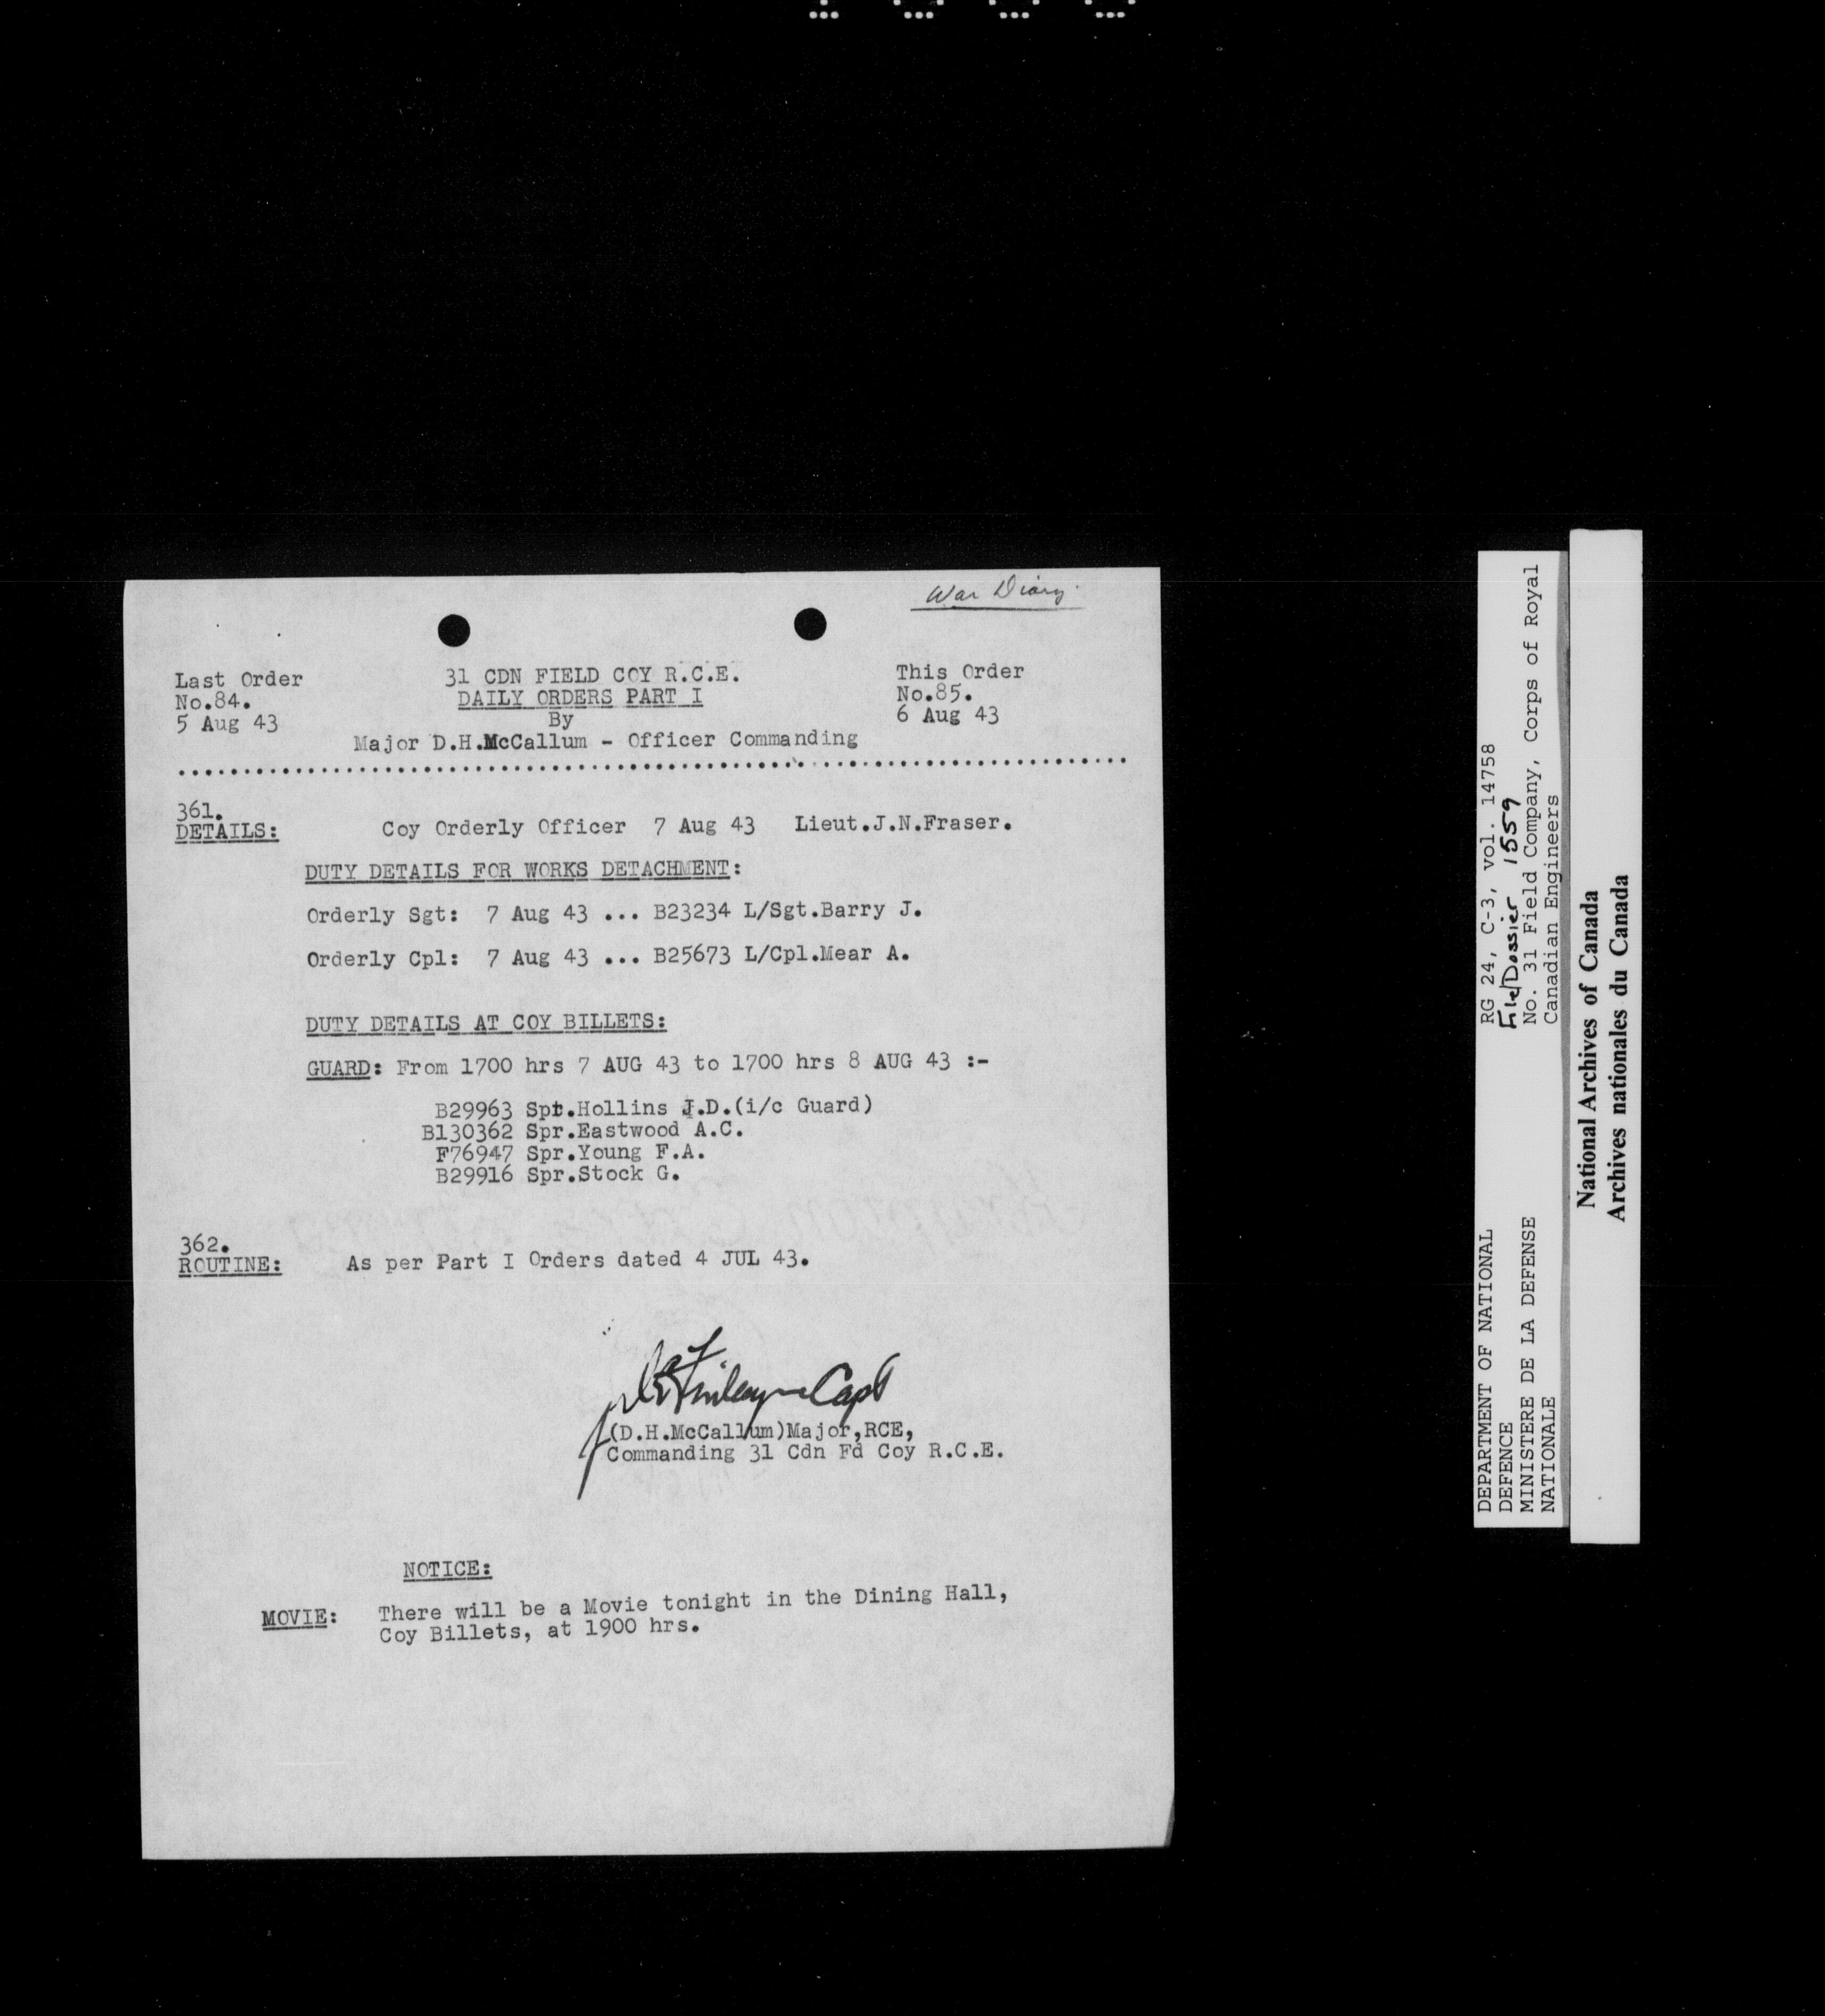 War Diary.
Last Order
No.84.
5 Aug 43
31 CDN FIELD COY R.C.E.
DAILY ORDERS PART I
By
Major D.H.McCallum - Officer Commanding
This Order
No.85.
6 Aug 43
361.
DETAILS: Coy Orderly Officer 7 Aug 43 Lieut.J.N.Fraser.
DUTY DETAILS FOR WORKS DETACHMENT:
Orderly Sgt: 7 Aug 43 ... B23234 L/Sgt.Barry J.
Orderly Cpl: 7 Aug 43 ... B25673 L/Cpl.Mear A.
DUTY DETAILS AT COY BILLETS:
GUARD: From 1700 hrs 7 AUG 43 to 1700 hrs 8 AUG 43 :-
B29963 Spr.Hollins J.D.(i/c Guard)
B130362 Spr.Eastwood A.C.
F76947 Spr.Young F.A.
B29916 Spr.Stock G.
362.
ROUTINE: As per Part I Orders dated 4 JUL 43.
Capt
(D.H.McCallum)Major,RCE,
Commanding 31 Cdn Fd Coy R.C.E.
NOTICE:
MOVIE: There will be a Movie tonight in the Dining Hall,
Coy Billets, at 1900 hrs.
DEPARTMENT OF NATIONAL
DEFENCE
MINISTERE DE LA DEFENSE
NATIONALE
RG 24, C-3, vol. 14758
File/Dossier 1559
No. 31 Field Company, Corps of Royal
Canadian Engineers
National Archives of Canada
Archives nationales du Canada